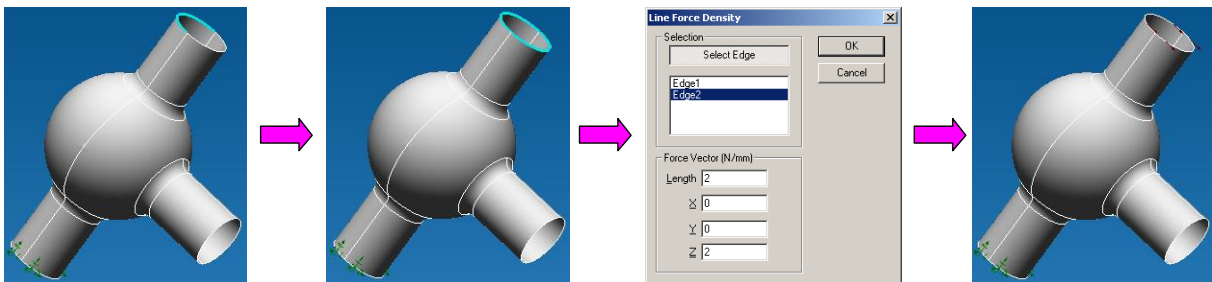 Line Force Density
Selection
Select Edge
OK
Cancel
Edge1
Edge2
Force Vector (N/mm)
Length 2
X 0
Y 0
Z 2